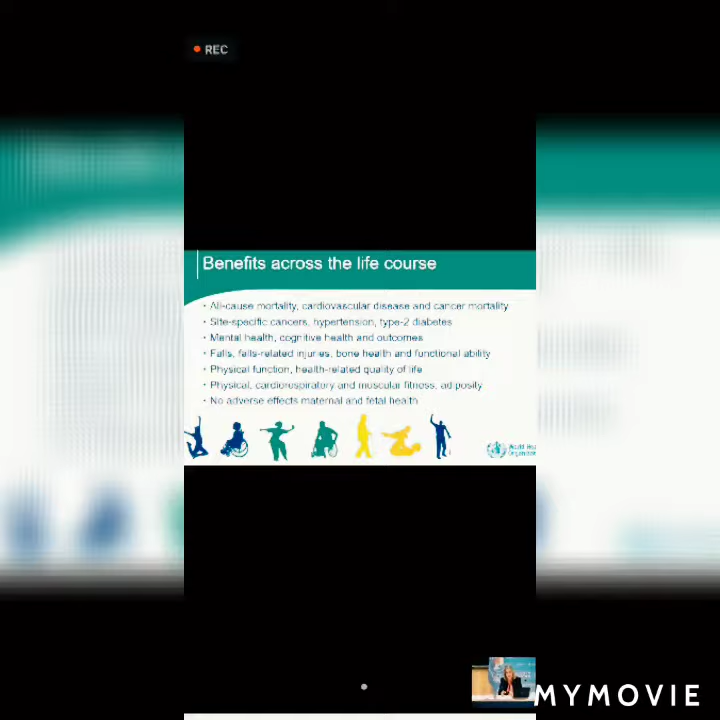 REC
Benefits across the life course
• All-cause mortality, cardiovascular disease and cancer mortality
• Site-specific cancers, hypertension, type-2 diabetes
• Mental health, cognitive health and outcomes
• Falls, falls-related injuries, bone health and functional ability
• Physical function, health-related quality of life
• Physical, cardiorespiratory and muscular fitness, adiposity
• No adverse effects maternal and fetal health
World Hea
Organizat
MYMOVIE